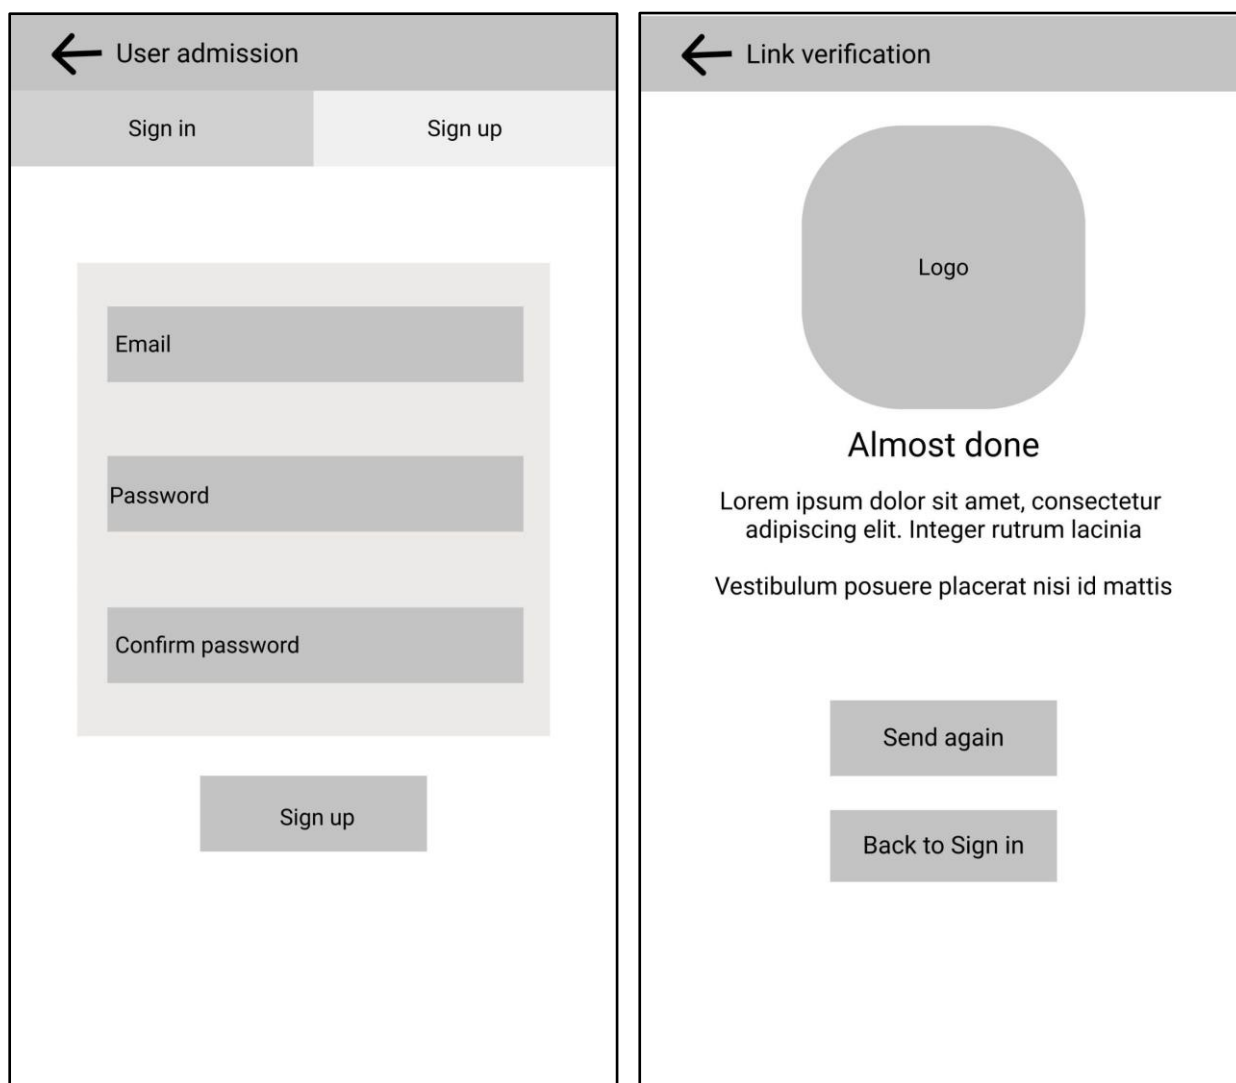 User admission
Sign in
Sign up
Email
Password
Confirm password
Sign up
Link verification
Logo
Almost done
Lorem ipsum dolor sit amet, consectetur
adipiscing elit. Integer rutrum lacinia
Vestibulum posuere placerat nisi id mattis
Send again
Back to Sign in